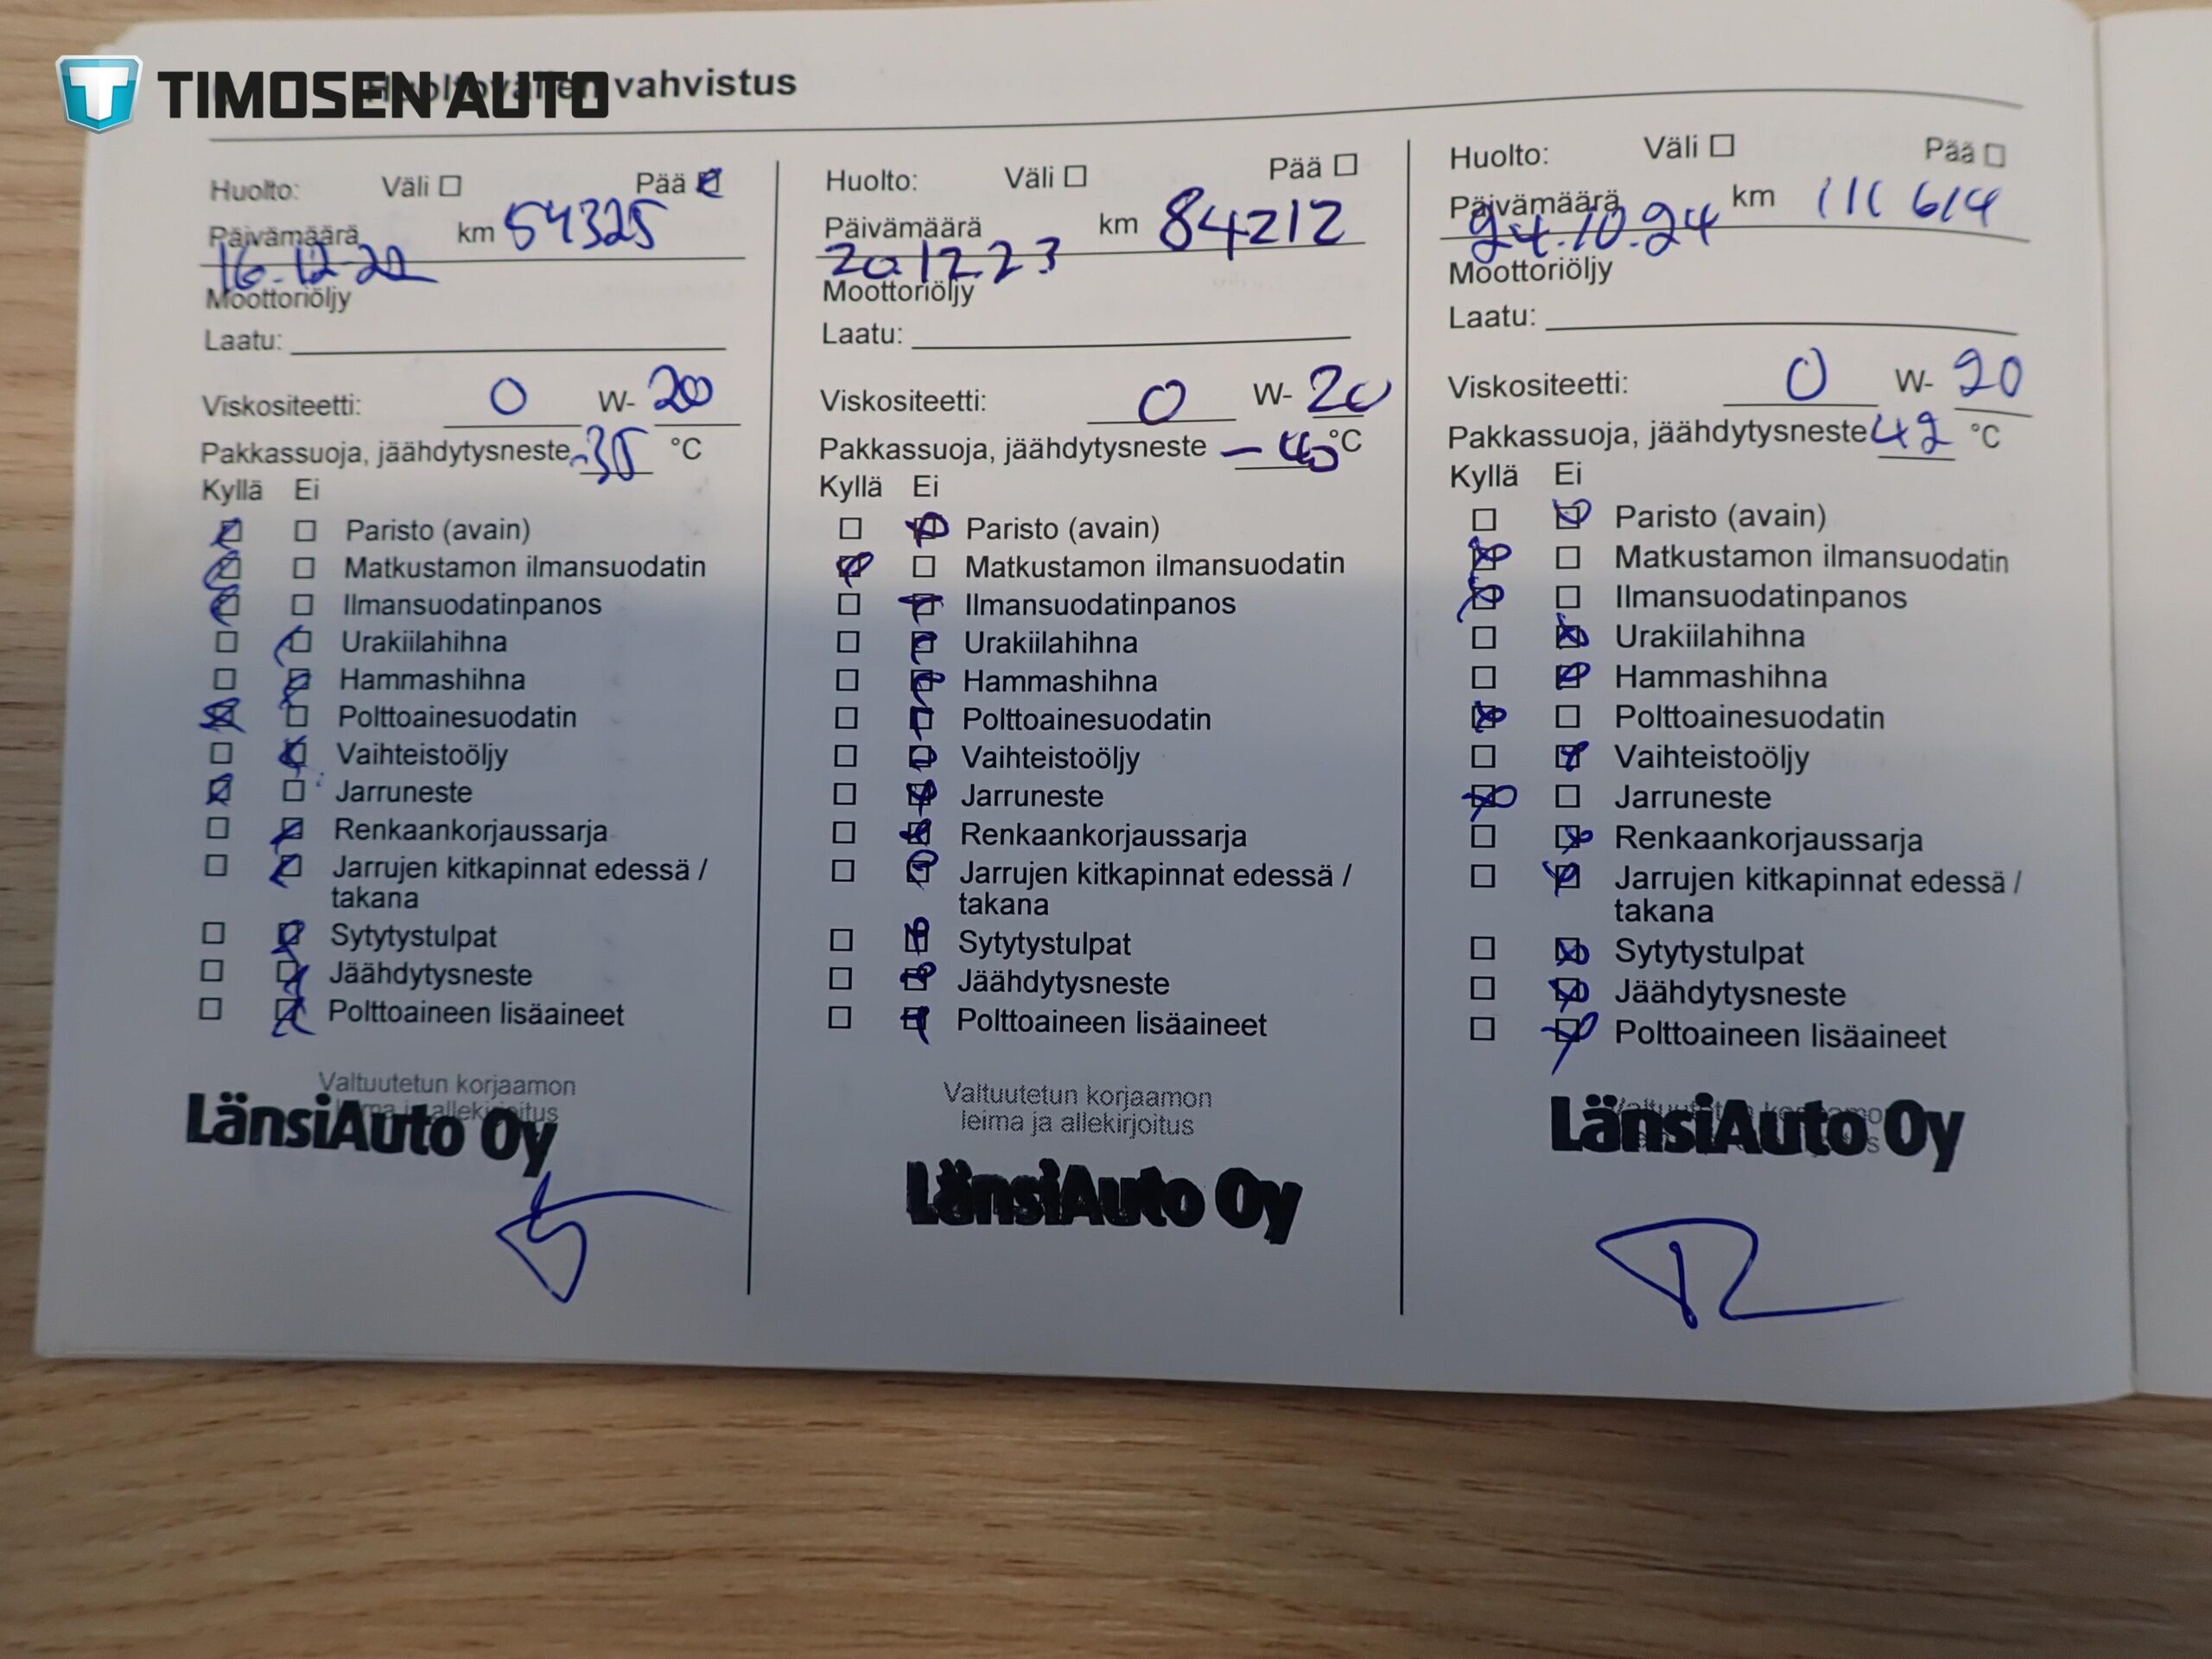 TIMOSEN AUTO
Huoltovälien vahvistus
Huolto: Väli Pää
Päivämäärä km 54325
16.12.22
Moottoriöljy
Laatu:
Viskositeetti: 0 W- 20
Pakkassuoja, jäähdytysneste -35 °C
Kyllä Ei
Paristo (avain)
Matkustamon ilmansuodatin
Ilmansuodatinpanos
Urakiilahihna
Hammashihna
Polttoainesuodatin
Vaihteistoöljy
Jarruneste
Renkaankorjaussarja
Jarrujen kitkapinnat edessä /
takana
Sytytystulpat
Jäähdytysneste
Polttoaineen lisäaineet
Valtuutetun korjaamon
leima ja allekirjoitus
LänsiAuto Oy
Huolto: Väli Pää
Päivämäärä km 84212
20.12.23
Moottoriöljy
Laatu:
Viskositeetti: 0 W- 20
Pakkassuoja, jäähdytysneste -40 °C
Kyllä Ei
Paristo (avain)
Matkustamon ilmansuodatin
Ilmansuodatinpanos
Urakiilahihna
Hammashihna
Polttoainesuodatin
Vaihteistoöljy
Jarruneste
Renkaankorjaussarja
Jarrujen kitkapinnat edessä /
takana
Sytytystulpat
Jäähdytysneste
Polttoaineen lisäaineet
Valtuutetun korjaamon
leima ja allekirjoitus
LänsiAuto Oy
Huolto: Väli Pää
Päivämäärä km 111 614
24.10.24
Moottoriöljy
Laatu:
Viskositeetti: 0 W- 20
Pakkassuoja, jäähdytysneste 42 °C
Kyllä Ei
Paristo (avain)
Matkustamon ilmansuodatin
Ilmansuodatinpanos
Urakiilahihna
Hammashihna
Polttoainesuodatin
Vaihteistoöljy
Jarruneste
Renkaankorjaussarja
Jarrujen kitkapinnat edessä /
takana
Sytytystulpat
Jäähdytysneste
Polttoaineen lisäaineet
LänsiAuto Oy